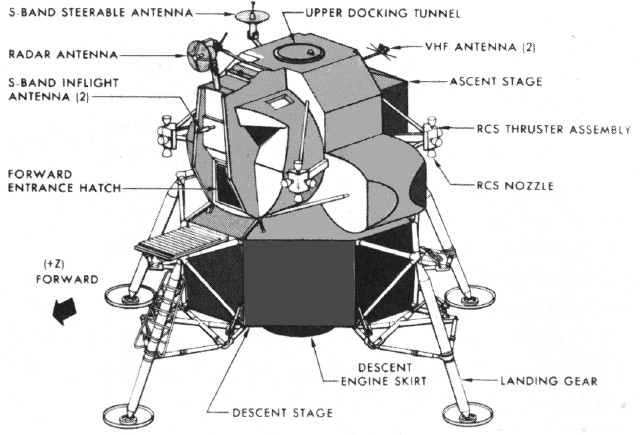 S-BAND STEERABLE ANTENNA
UPPER DOCKING TUNNEL
RADAR ANTENNA
VHF ANTENNA (2)
S-BAND INFLIGHT
ANTENNA (2)
ASCENT STAGE
RCS THRUSTER ASSEMBLY
FORWARD
ENTRANCE HATCH
RCS NOZZLE
(+Z)
FORWARD
DESCENT
ENGINE SKIRT
LANDING GEAR
DESCENT STAGE